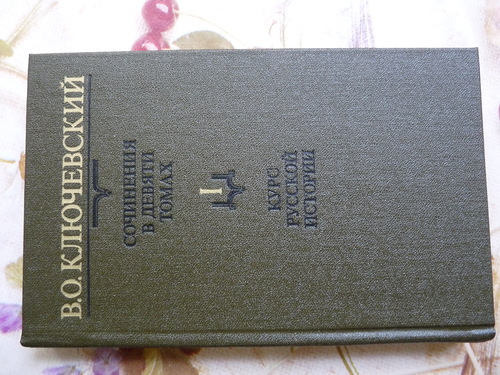 В.О.КЛЮЧЕВСКИЙ
СОЧИНЕНИЯ
В ДЕВЯТИ
ТОМАХ
I
КУРС
РУССКОЙ
ИСТОРИИ